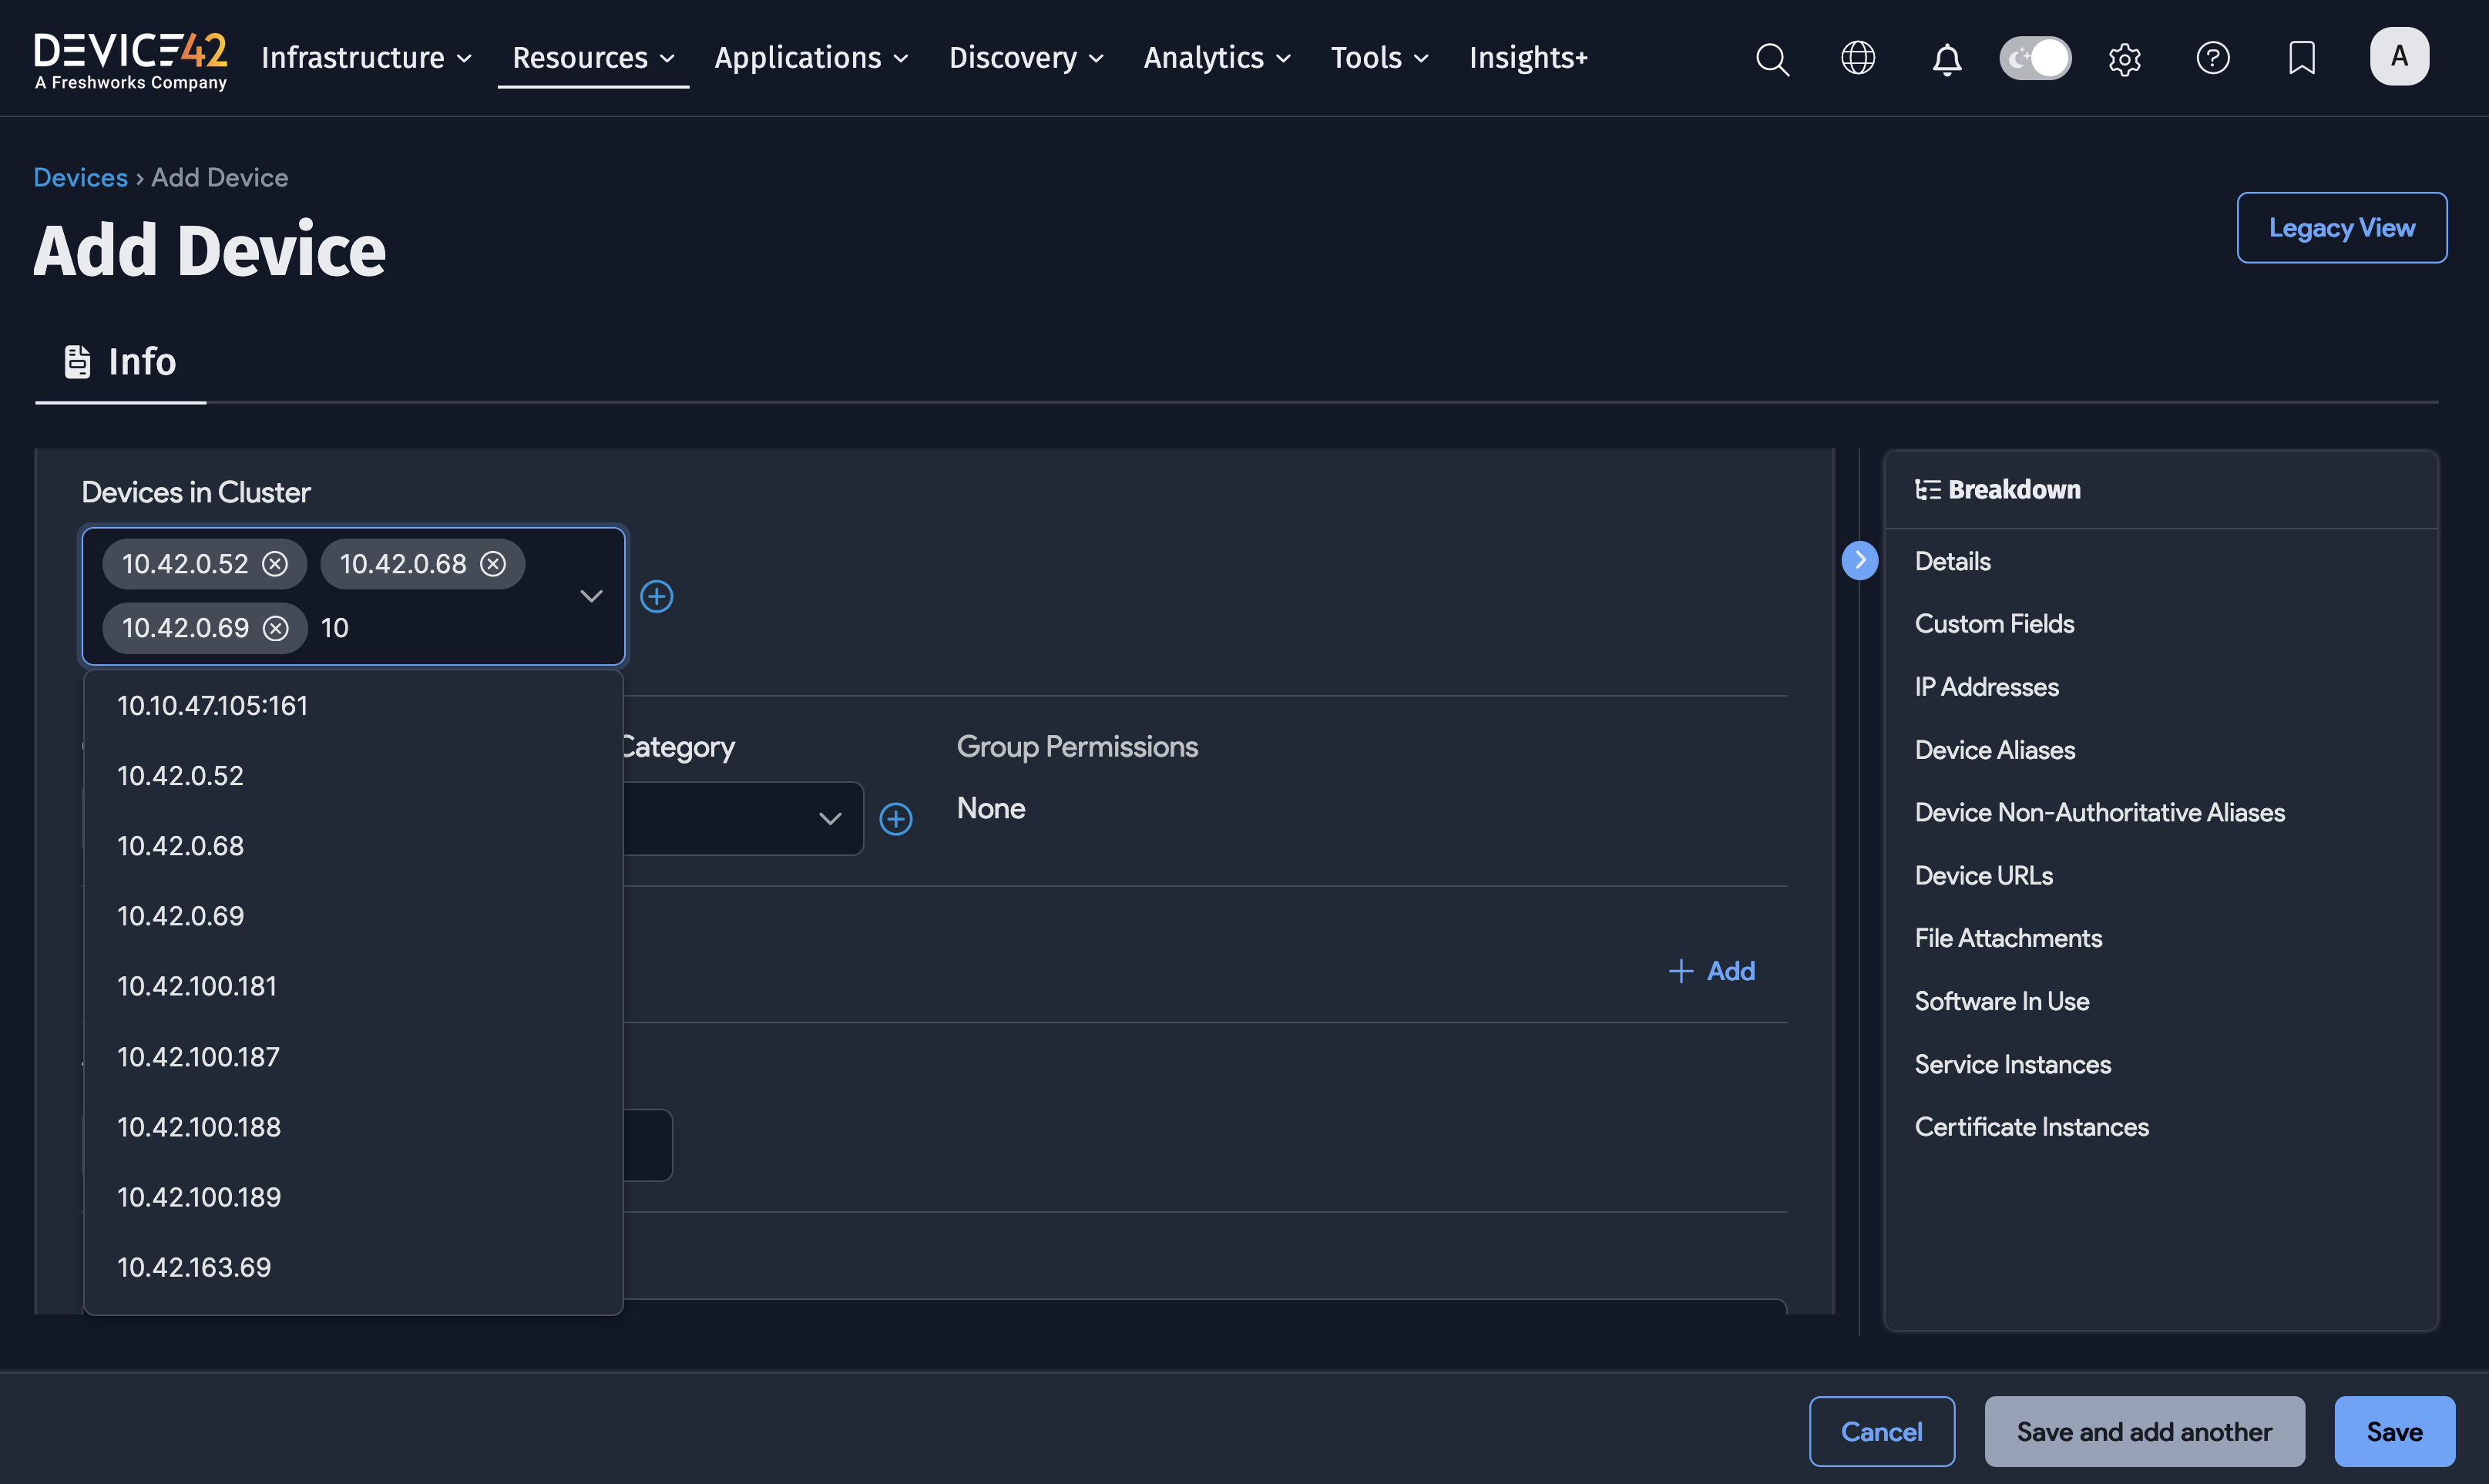 DEVICE42
A Freshworks Company
Infrastructure Resources Applications Discovery Analytics Tools Insights+
A
Devices › Add Device
Add Device
Legacy View
Info
Devices in Cluster
10.42.0.52 10.42.0.68
10.42.0.69 10
10.10.47.105:161
10.42.0.52
10.42.0.68
10.42.0.69
10.42.100.181
10.42.100.187
10.42.100.188
10.42.100.189
10.42.163.69
Category
Group Permissions
None
Add
Breakdown
Details
Custom Fields
IP Addresses
Device Aliases
Device Non-Authoritative Aliases
Device URLs
File Attachments
Software In Use
Service Instances
Certificate Instances
Cancel
Save and add another
Save